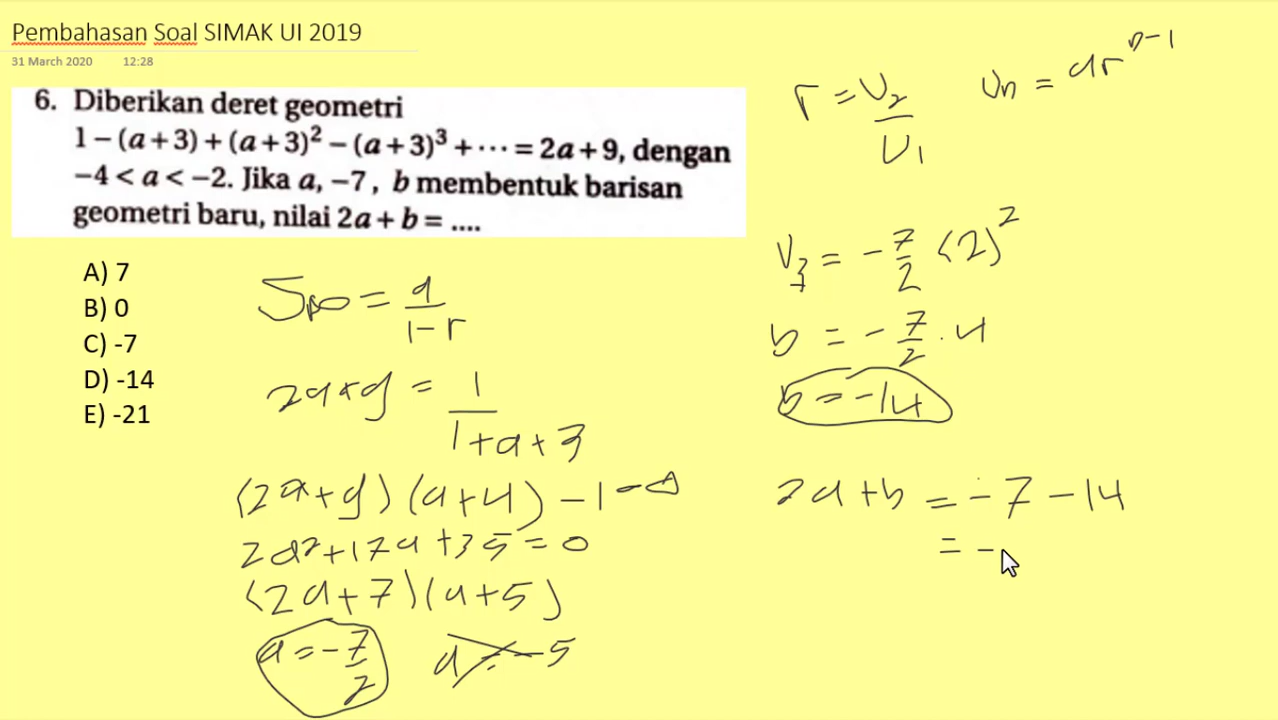 Pembahasan Soal SIMAK UI 2019
31 March 2020 12:28
6. Diberikan deret geometri
1 – (a + 3) + (a + 3)² – (a + 3)³ + ··· = 2a + 9, dengan
–4 < a < –2. Jika a, –7, b membentuk barisan
geometri baru, nilai 2a + b = ....
A) 7
B) 0
C) -7
D) -14
E) -21
S∞ = a/(1-r)
2a+9 = 1/(1+a+3)
(2a+9)(a+4) -1 = 0
2a²+17a+35 = 0
(2a+7)(a+5)
a = -7/2 a = -5
r = U₂/U₁ Un = ar^(n-1)
U₃ = -7/2 (2)²
b = -7/2 . 4
b = -14
2a+b = -7-14
= -